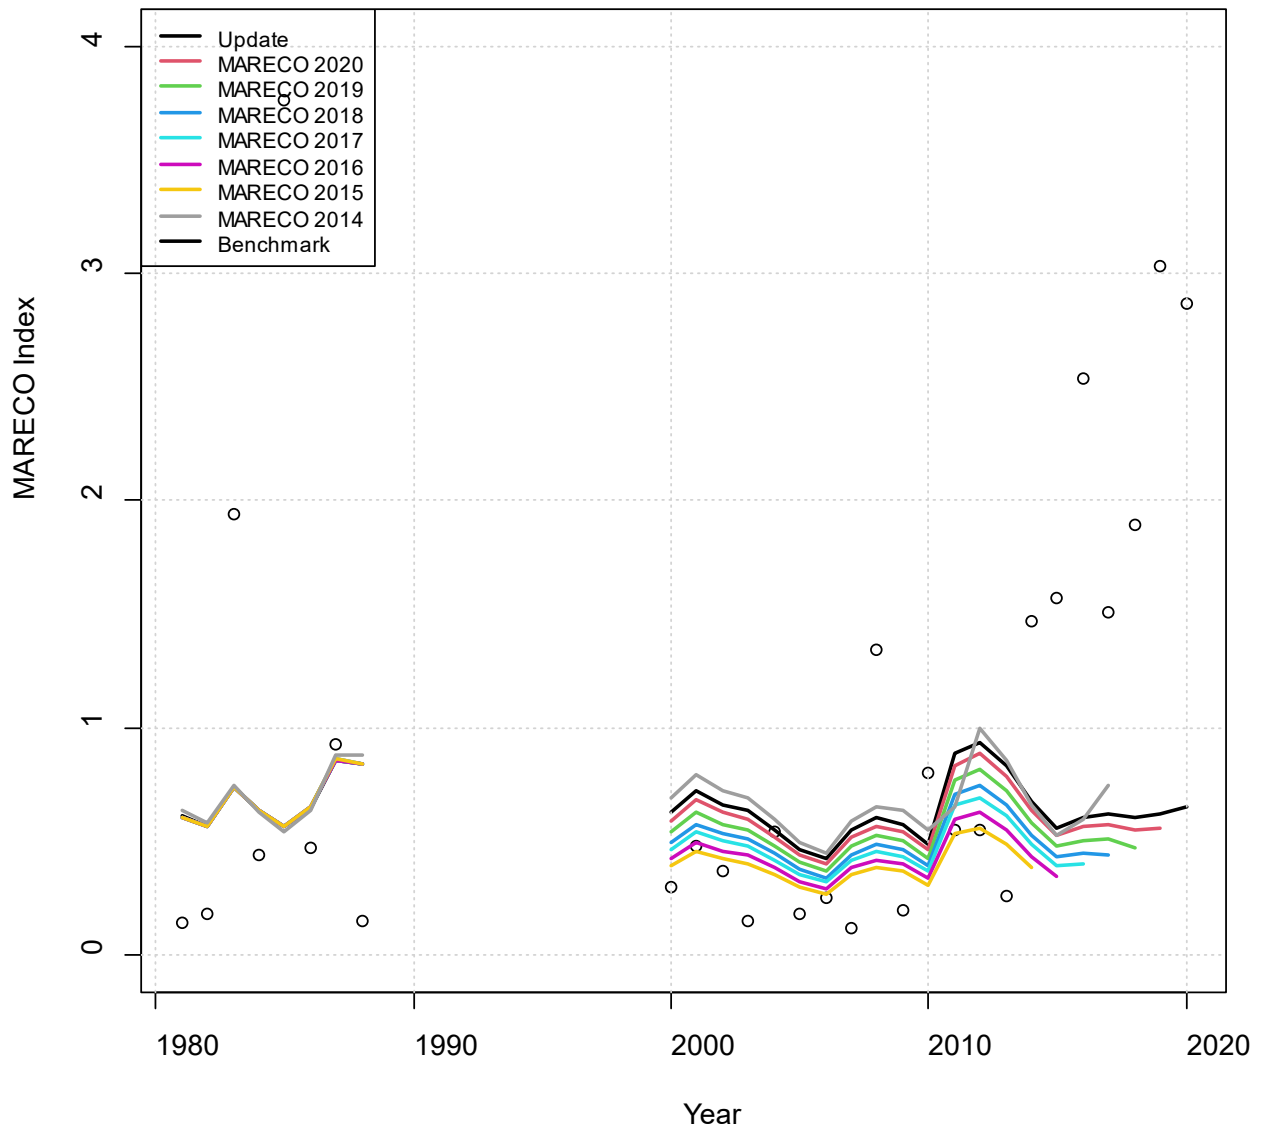 Update
MARECO 2020
MARECO 2019
MARECO 2018
MARECO 2017
MARECO 2016
MARECO 2015
MARECO 2014
Benchmark
4
3
2
1
0
MARECO Index
1980 1990 2000 2010 2020
Year